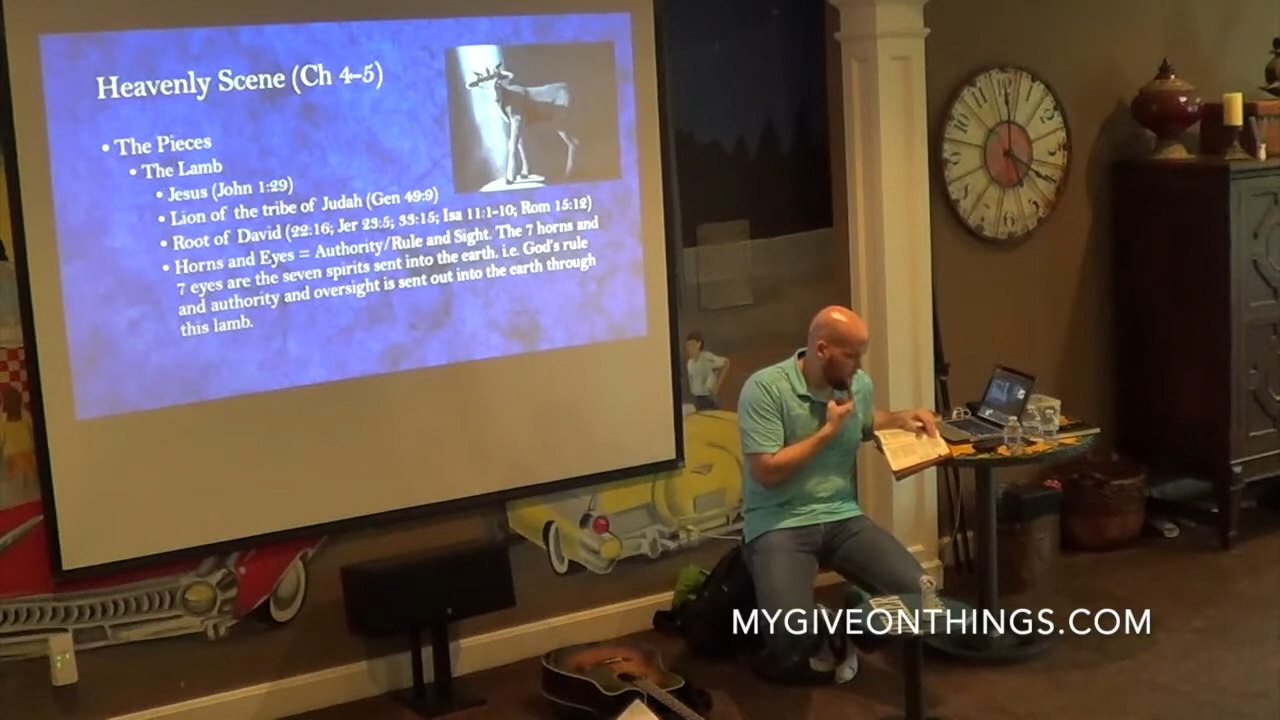 Heavenly Scene (Ch 4–5)
• The Pieces
• The Lamb
• Jesus (John 1:29)
• Lion of the tribe of Judah (Gen 49:9)
• Root of David (22:16; Jer 23:5; 33:15; Isa 11:1-10; Rom 15:12)
• Horns and Eyes = Authority/Rule and Sight. The 7 horns and
7 eyes are the seven spirits sent into the earth. i.e. God's rule
and authority and oversight is sent out into the earth through
this lamb.
MYGIVEONTHINGS.COM